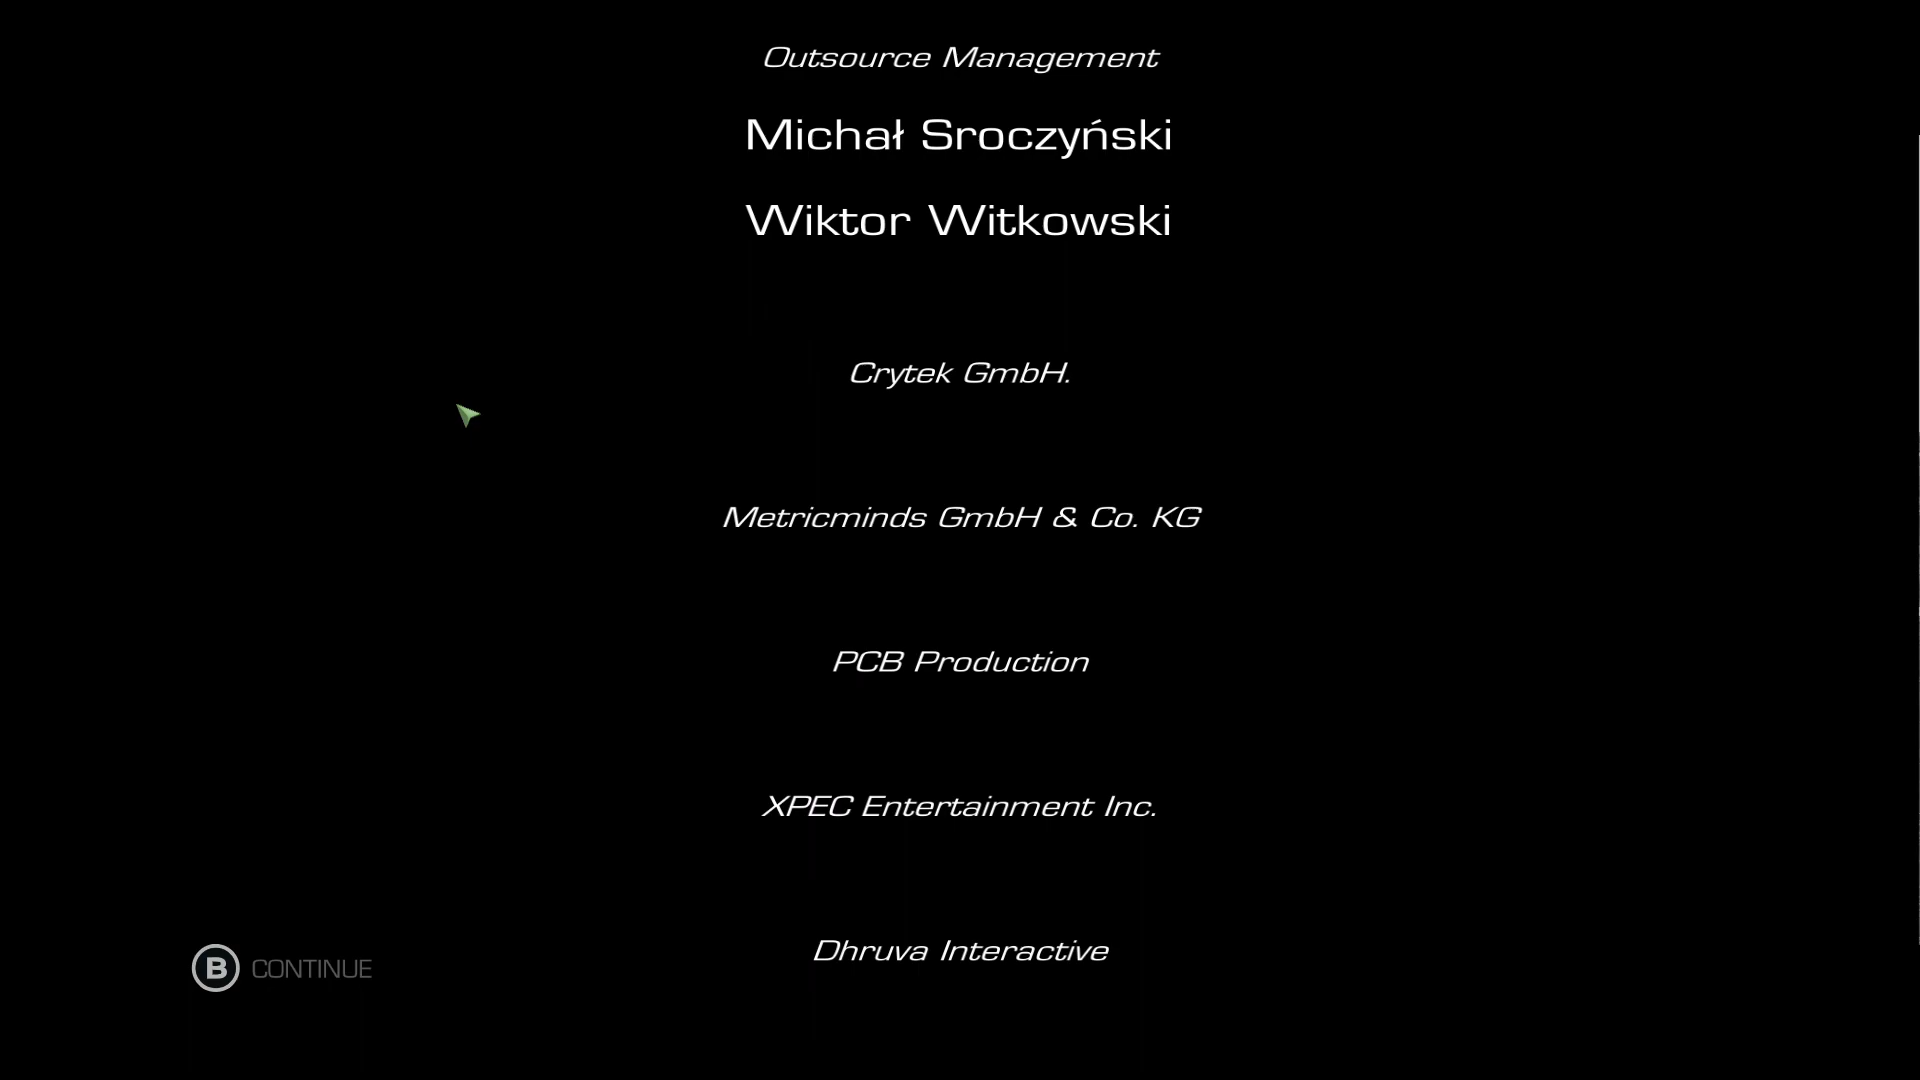 Outsource Management
Michał Sroczyński
Wiktor Witkowski
Crytek GmbH.
Metricminds GmbH & Co. KG
PCB Production
XPEC Entertainment Inc.
Dhruva Interactive
B CONTINUE